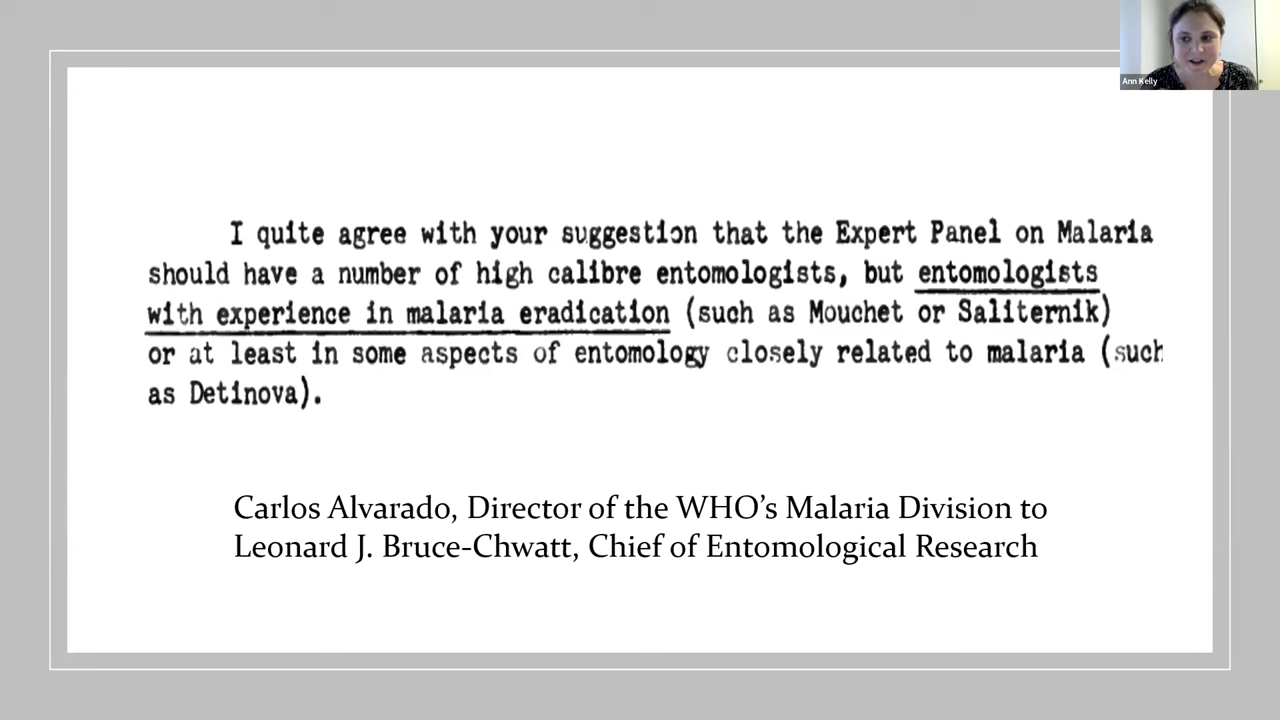 Ann Kelly
I quite agree with your suggestion that the Expert Panel on Malaria
should have a number of high calibre entomologists, but entomologists
with experience in malaria eradication (such as Mouchet or Saliternik)
or at least in some aspects of entomology closely related to malaria (such
as Detinova).
Carlos Alvarado, Director of the WHO’s Malaria Division to
Leonard J. Bruce-Chwatt, Chief of Entomological Research